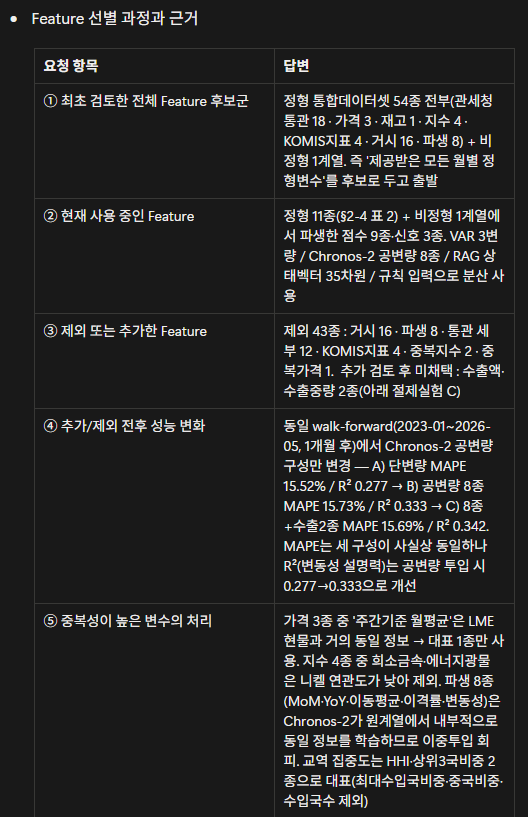 • Feature 선별 과정과 근거
요청 항목
답변
① 최초 검토한 전체 Feature 후보군
정형 통합데이터셋 54종 전부(관세청
통관 18 · 가격 3 · 재고 1 · 지수 4 ·
KOMIS지표 4 · 거시 16 · 파생 8) + 비
정형 1계열. 즉 '제공받은 모든 월별 정
형변수'를 후보로 두고 출발
② 현재 사용 중인 Feature
정형 11종(§2-4 표 2) + 비정형 1계열에
서 파생한 점수 9종·신호 3종. VAR 3변
량 / Chronos-2 공변량 8종 / RAG 상
태벡터 35차원 / 규칙 입력으로 분산 사
용
③ 제외 또는 추가한 Feature
제외 43종 : 거시 16 · 파생 8 · 통관 세
부 12 · KOMIS지표 4 · 중복지수 2 · 중
복가격 1. 추가 검토 후 미채택 : 수출액·
수출중량 2종(아래 절제실험 C)
④ 추가/제외 전후 성능 변화
동일 walk-forward(2023-01~2026-
05, 1개월 후)에서 Chronos-2 공변량
구성만 변경 — A) 단변량 MAPE
15.52% / R² 0.277 → B) 공변량 8종
MAPE 15.73% / R² 0.333 → C) 8종
+수출2종 MAPE 15.69% / R² 0.342.
MAPE는 세 구성이 사실상 동일하나
R²(변동성 설명력)는 공변량 투입 시
0.277→0.333으로 개선
⑤ 중복성이 높은 변수의 처리
가격 3종 중 '주간기준 월평균'은 LME
현물과 거의 동일 정보 → 대표 1종만 사
용. 지수 4종 중 희소금속·에너지광물
은 니켈 연관도가 낮아 제외. 파생 8종
(MoM·YoY·이동평균·이격률·변동성)은
Chronos-2가 원계열에서 내부적으로
동일 정보를 학습하므로 이중투입 회
피. 교역 집중도는 HHI·상위3국비중 2
종으로 대표(최대수입국비중·중국비중·
수입국수 제외)